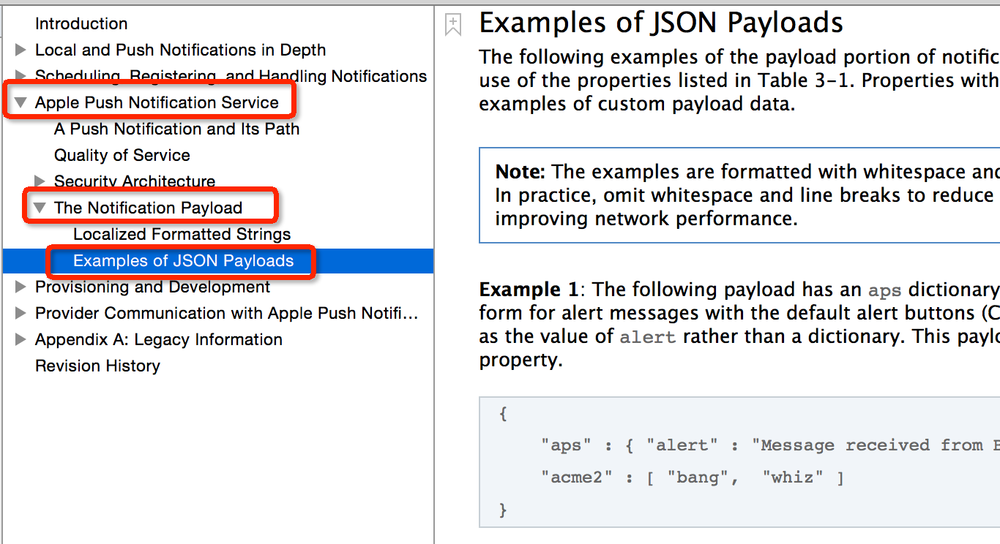 Introduction
Local and Push Notifications in Depth
Scheduling, Registering, and Handling Notifications
Apple Push Notification Service
A Push Notification and Its Path
Quality of Service
Security Architecture
The Notification Payload
Localized Formatted Strings
Examples of JSON Payloads
Provisioning and Development
Provider Communication with Apple Push Notifi...
Appendix A: Legacy Information
Revision History
Examples of JSON Payloads
The following examples of the payload portion of notific
use of the properties listed in Table 3-1. Properties with
examples of custom payload data.
Note: The examples are formatted with whitespace and
In practice, omit whitespace and line breaks to reduce
improving network performance.
Example 1: The following payload has an aps dictionary
form for alert messages with the default alert buttons (C
as the value of alert rather than a dictionary. This paylo
property.
{
"aps" : { "alert" : "Message received from B
"acme2" : [ "bang", "whiz" ]
}